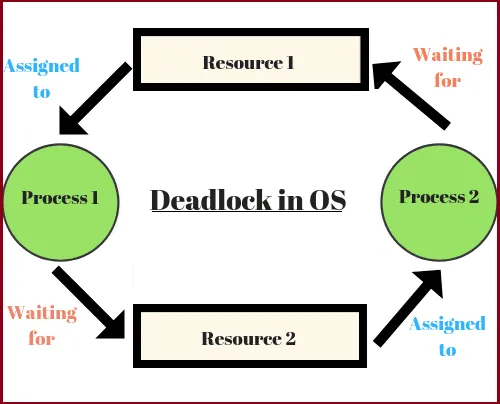 Resource 1
Assigned
to
Waiting
for
Process 1
Deadlock in OS
Process 2
Waiting
for
Resource 2
Assigned
to